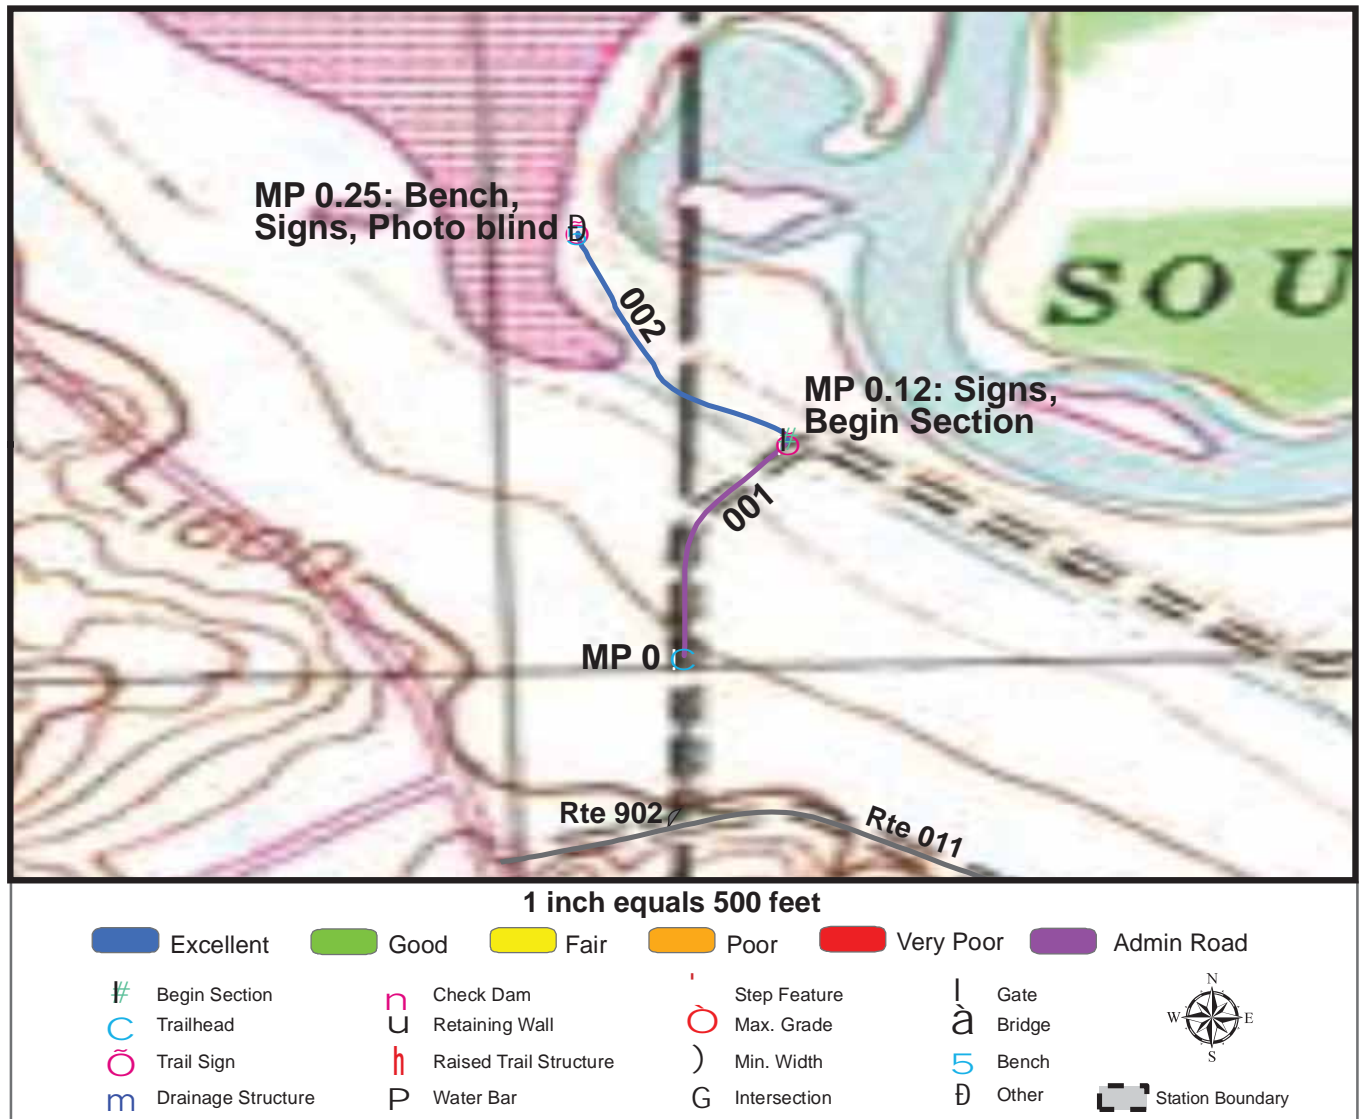 MP 0.25: Bench,
Signs, Photo blind Đ
002
SOU
MP 0.12: Signs,
Begin Section
001
MP 0 C
Rte 902
Rte 011
1 inch equals 500 feet
Excellent Good Fair Poor Very Poor Admin Road
# Begin Section
C Trailhead
Õ Trail Sign
m Drainage Structure
n Check Dam
u Retaining Wall
h Raised Trail Structure
P Water Bar
' Step Feature
Ò Max. Grade
) Min. Width
G Intersection
l Gate
à Bridge
5 Bench
Đ Other
N
W E
S
Station Boundary